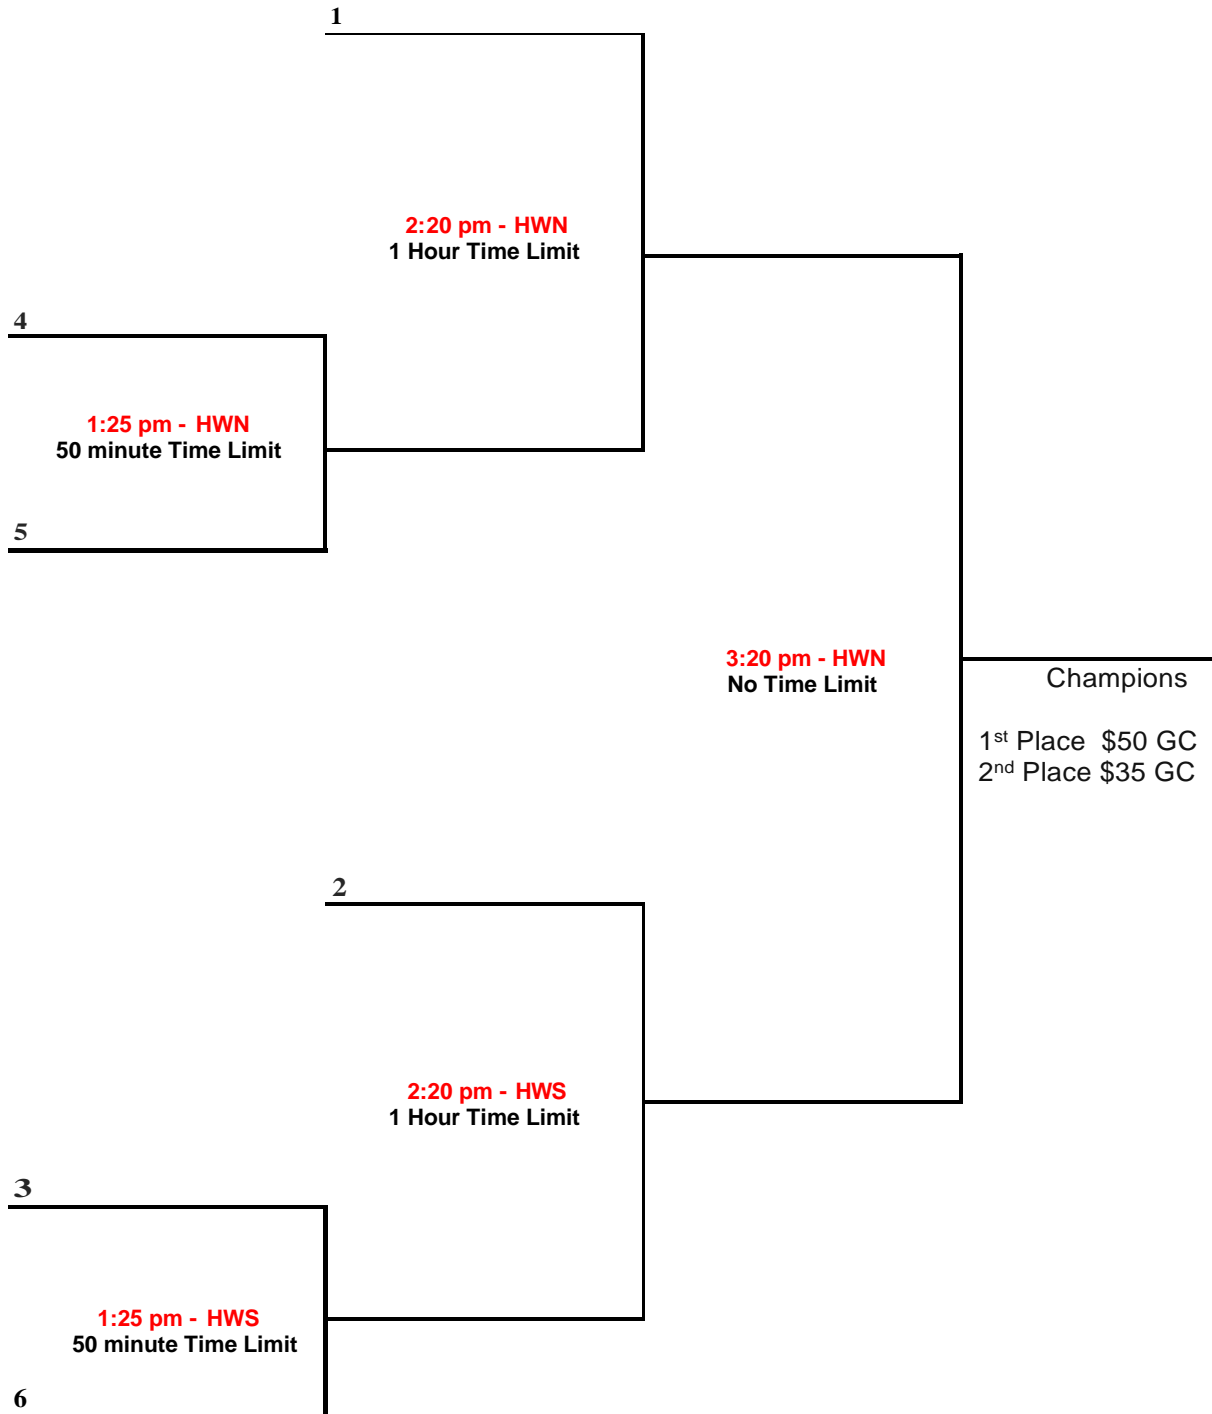 1
2:20 pm - HWN
1 Hour Time Limit
4
1:25 pm - HWN
50 minute Time Limit
5
3:20 pm - HWN
No Time Limit
Champions
1st Place $50 GC
2nd Place $35 GC
2
2:20 pm - HWS
1 Hour Time Limit
3
1:25 pm - HWS
50 minute Time Limit
6